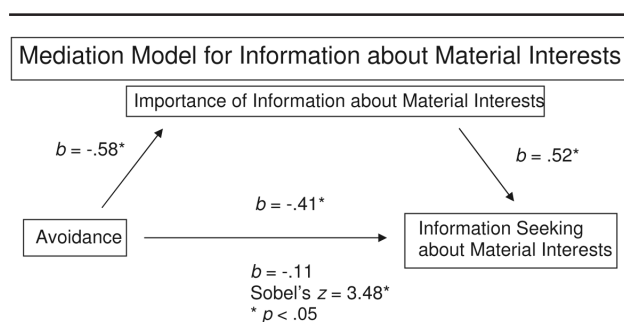 Mediation Model for Information about Material Interests
Importance of Information about Material Interests
b = -.58*
b = .52*
b = -.41*
Avoidance
Information Seeking
about Material Interests
b = -.11
Sobel's z = 3.48*
* p < .05